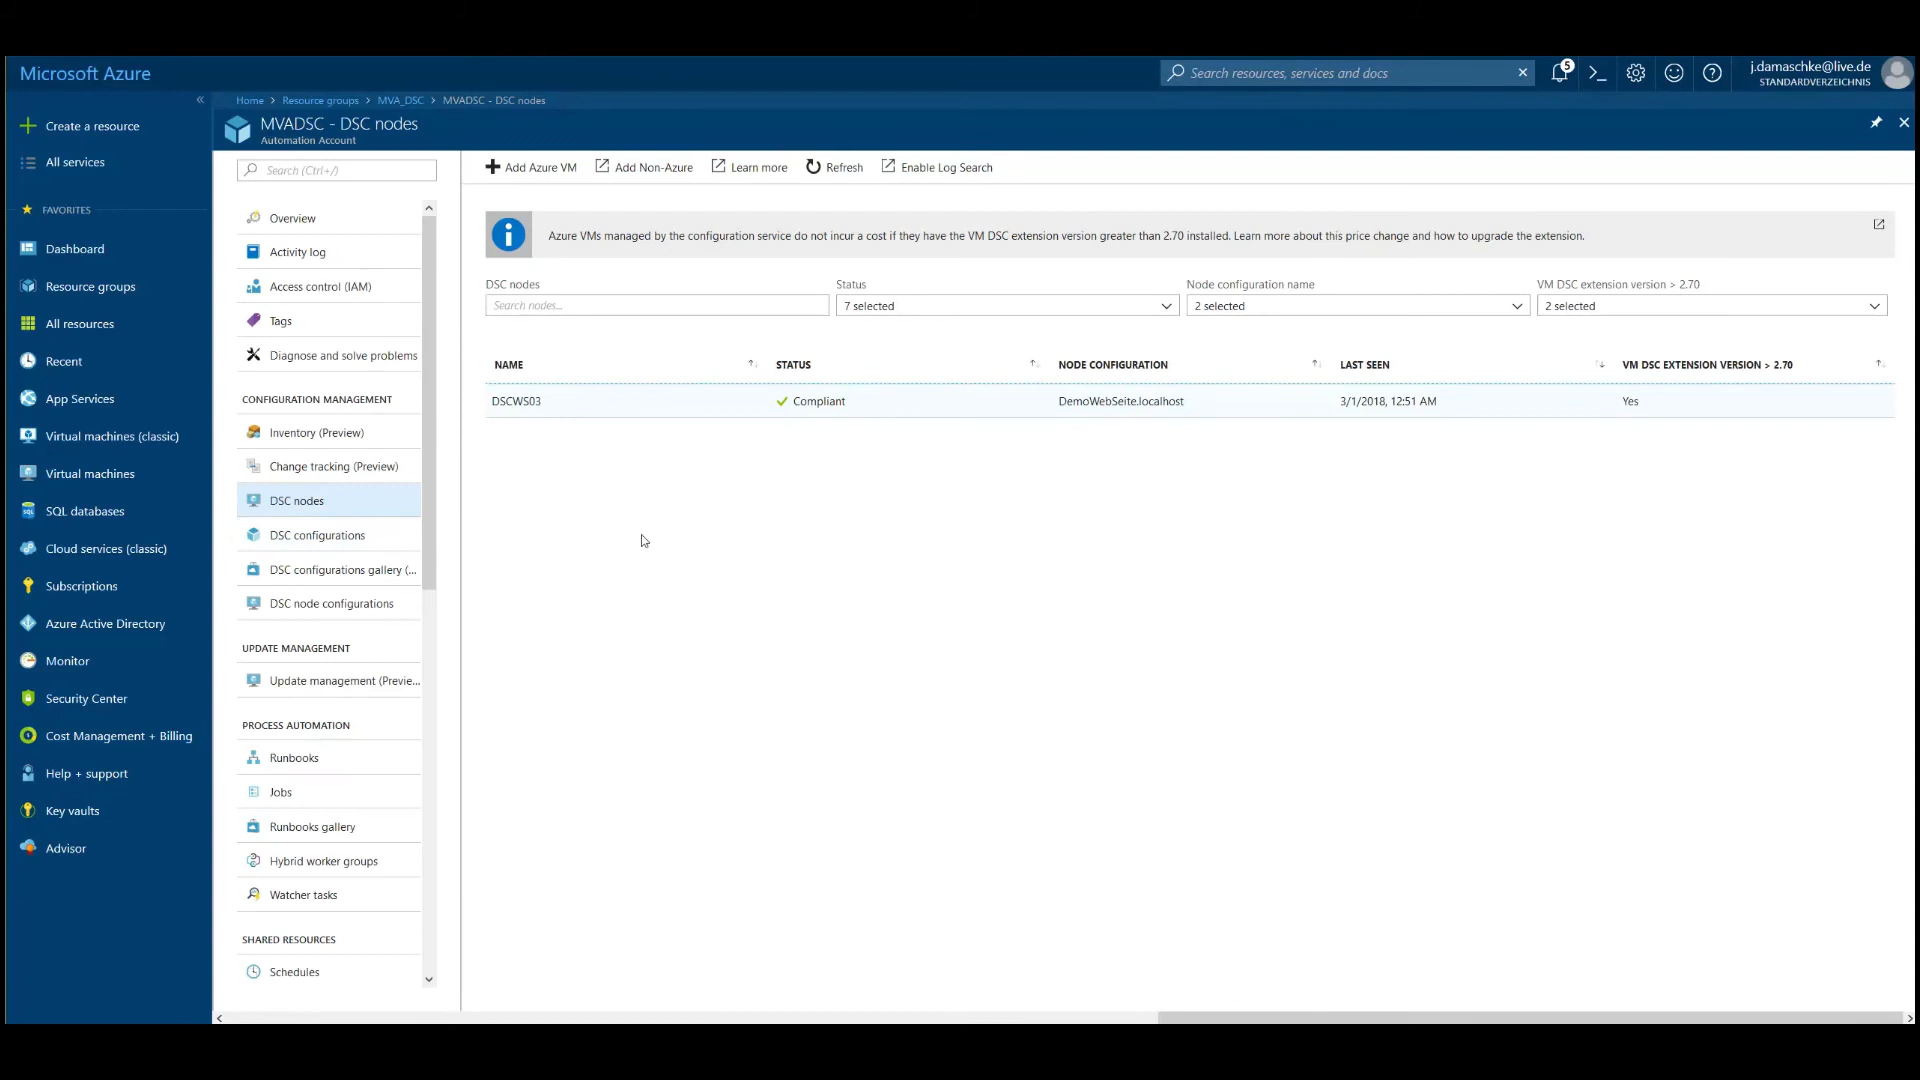 Microsoft Azure
Search resources, services and docs
5
j.damaschke@live.de
STANDARDVERZEICHNIS
Home > Resource groups > MVA_DSC > MVADSC - DSC nodes
MVADSC - DSC nodes
Automation Account
Create a resource
All services
FAVORITES
Dashboard
Resource groups
All resources
Recent
App Services
Virtual machines (classic)
Virtual machines
SQL databases
Cloud services (classic)
Subscriptions
Azure Active Directory
Monitor
Security Center
Cost Management + Billing
Help + support
Key vaults
Advisor
Search (Ctrl+/)
Overview
Activity log
Access control (IAM)
Tags
Diagnose and solve problems
CONFIGURATION MANAGEMENT
Inventory (Preview)
Change tracking (Preview)
DSC nodes
DSC configurations
DSC configurations gallery (...
DSC node configurations
UPDATE MANAGEMENT
Update management (Previe...
PROCESS AUTOMATION
Runbooks
Jobs
Runbooks gallery
Hybrid worker groups
Watcher tasks
SHARED RESOURCES
Schedules
Add Azure VM Add Non-Azure Learn more Refresh Enable Log Search
Azure VMs managed by the configuration service do not incur a cost if they have the VM DSC extension version greater than 2.70 installed. Learn more about this price change and how to upgrade the extension.
DSC nodes Status Node configuration name VM DSC extension version > 2.70
Search nodes... 7 selected 2 selected 2 selected
NAME STATUS NODE CONFIGURATION LAST SEEN VM DSC EXTENSION VERSION > 2.70
DSCWS03 Compliant DemoWebSeite.localhost 3/1/2018, 12:51 AM Yes